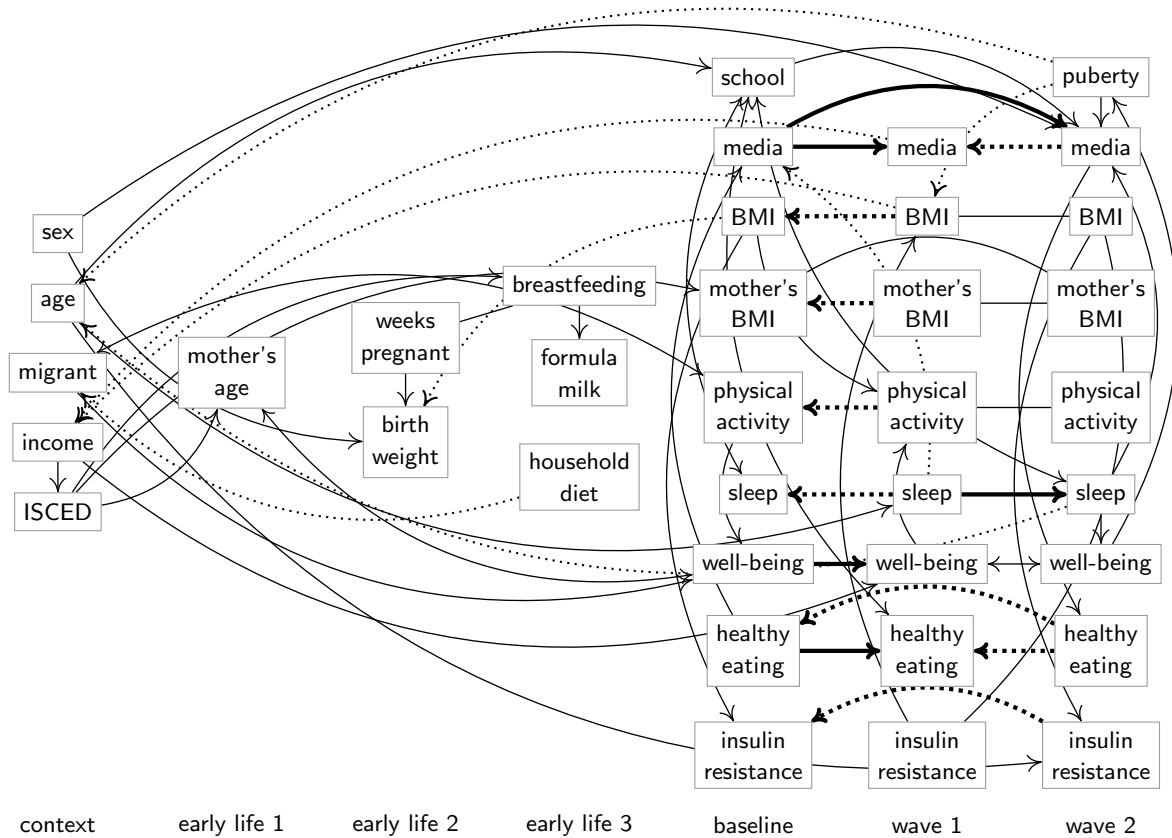 school
puberty
media
media
media
sex
BMI
BMI
BMI
age
breastfeeding
mother's
BMI
mother's
BMI
mother's
BMI
weeks
pregnant
migrant
mother's
age
formula
milk
physical
activity
physical
activity
physical
activity
income
birth
weight
household
diet
ISCED
sleep
sleep
sleep
well-being
well-being
well-being
healthy
eating
healthy
eating
healthy
eating
insulin
resistance
insulin
resistance
insulin
resistance
context
early life 1
early life 2
early life 3
baseline
wave 1
wave 2